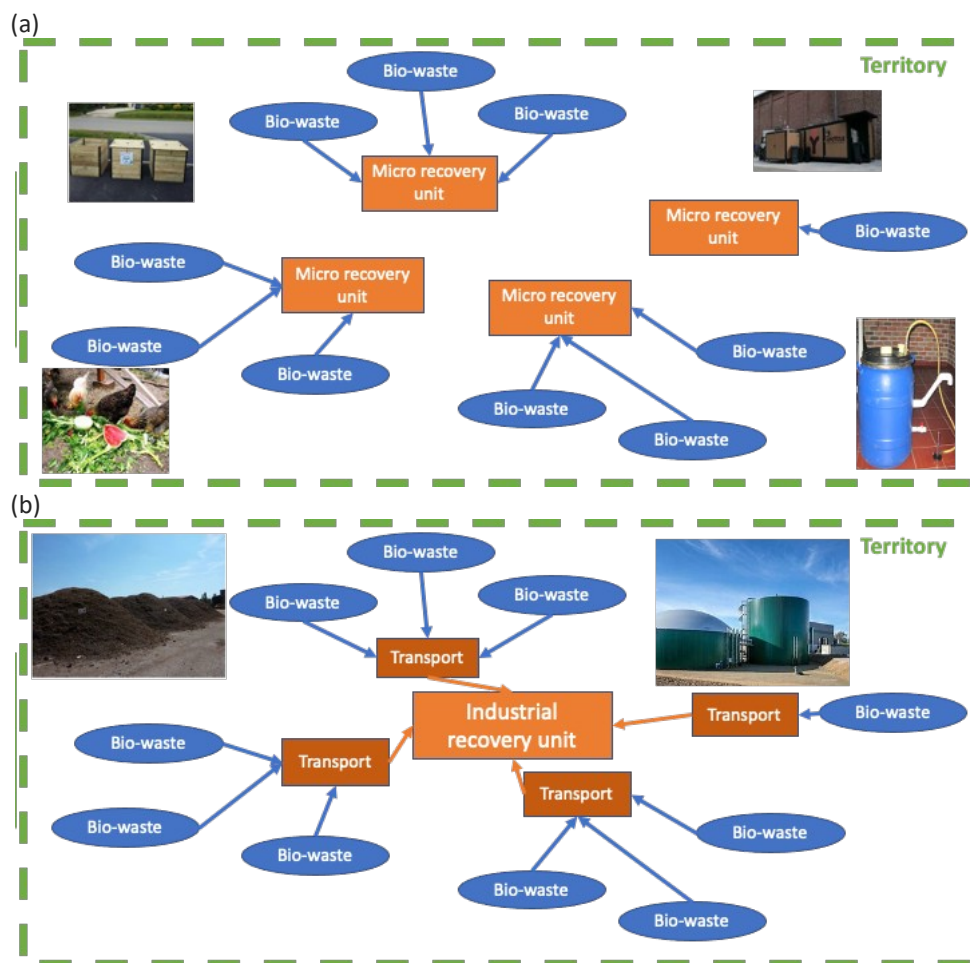 (a)
Territory
Bio-waste
Bio-waste
Bio-waste
Micro recovery
unit
Micro recovery
unit
Bio-waste
Bio-waste
Micro recovery
unit
Micro recovery
unit
Bio-waste
Bio-waste
Bio-waste
Bio-waste
Bio-waste
(b)
Territory
Bio-waste
Bio-waste
Bio-waste
Transport
Industrial
recovery unit
Transport
Bio-waste
Bio-waste
Transport
Transport
Bio-waste
Bio-waste
Bio-waste
Bio-waste
Bio-waste